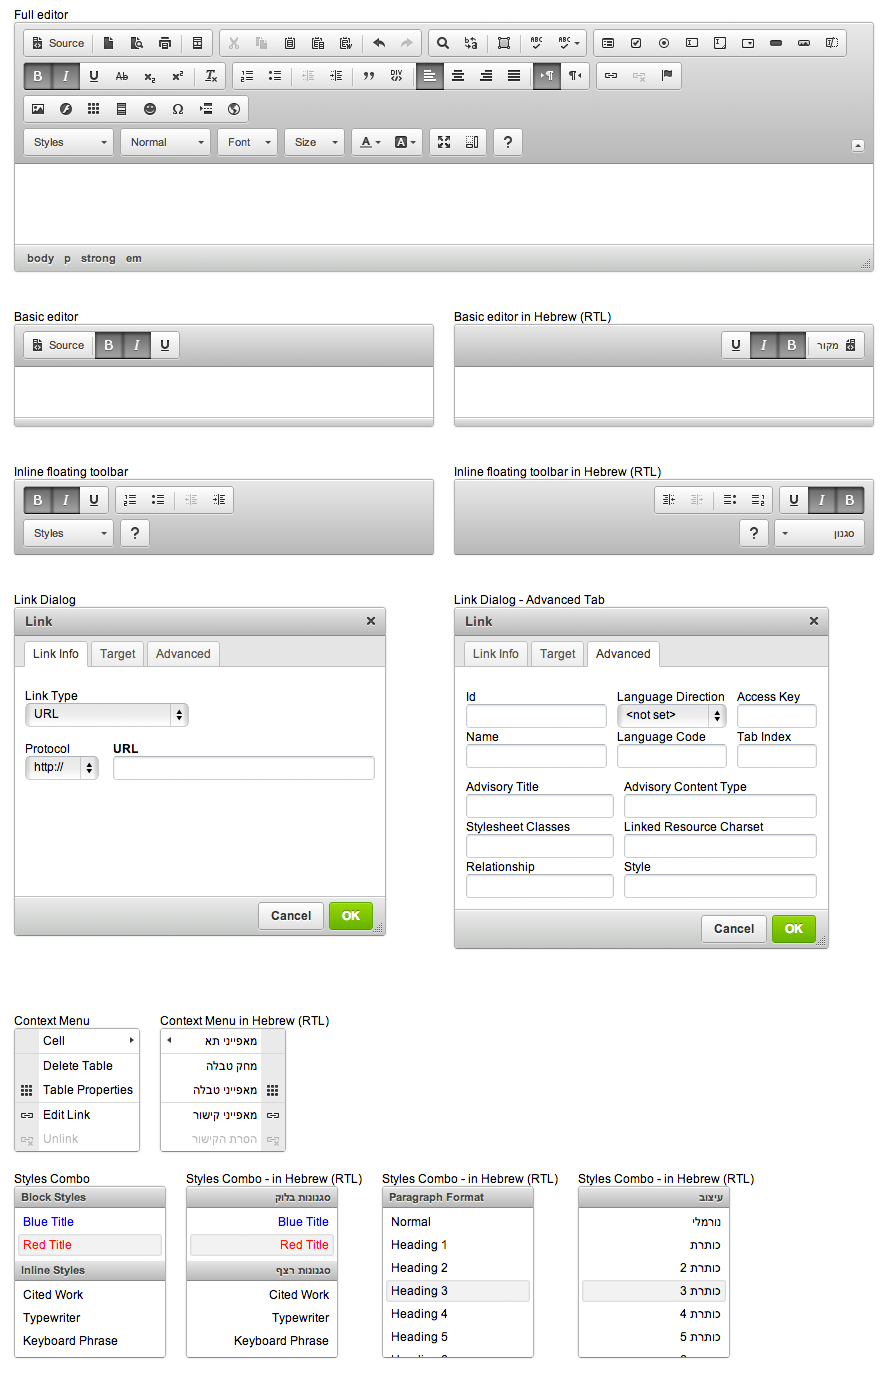 Full editor
Source
ABC ABC
B I U Ab x₂ x² Tx
DIV
Ω
Styles Normal Font Size A A ?
body p strong em
Basic editor Basic editor in Hebrew (RTL)
Source B I U
U I B מקור
Inline floating toolbar Inline floating toolbar in Hebrew (RTL)
B I U
U I B
Styles ?
? סגנון
Link Dialog
Link
Link Info Target Advanced
Link Type
URL
Protocol URL
http://
Cancel OK
Link Dialog - Advanced Tab
Link
Link Info Target Advanced
Id Language Direction Access Key
<not set>
Name Language Code Tab Index
Advisory Title Advisory Content Type
Stylesheet Classes Linked Resource Charset
Relationship Style
Cancel OK
Context Menu
Cell
Delete Table
Table Properties
Edit Link
Unlink
Context Menu in Hebrew (RTL)
מאפייני תא
מחק טבלה
מאפייני טבלה
מאפייני קישור
הסרת הקישור
Styles Combo
Block Styles
Blue Title
Red Title
Inline Styles
Cited Work
Typewriter
Keyboard Phrase
Styles Combo - in Hebrew (RTL)
סגנונות בלוק
Blue Title
Red Title
סגנונות רצף
Cited Work
Typewriter
Keyboard Phrase
Styles Combo - in Hebrew (RTL)
Paragraph Format
Normal
Heading 1
Heading 2
Heading 3
Heading 4
Heading 5
Styles Combo - in Hebrew (RTL)
עיצוב
נורמלי
כותרת
כותרת 2
כותרת 3
כותרת 4
כותרת 5